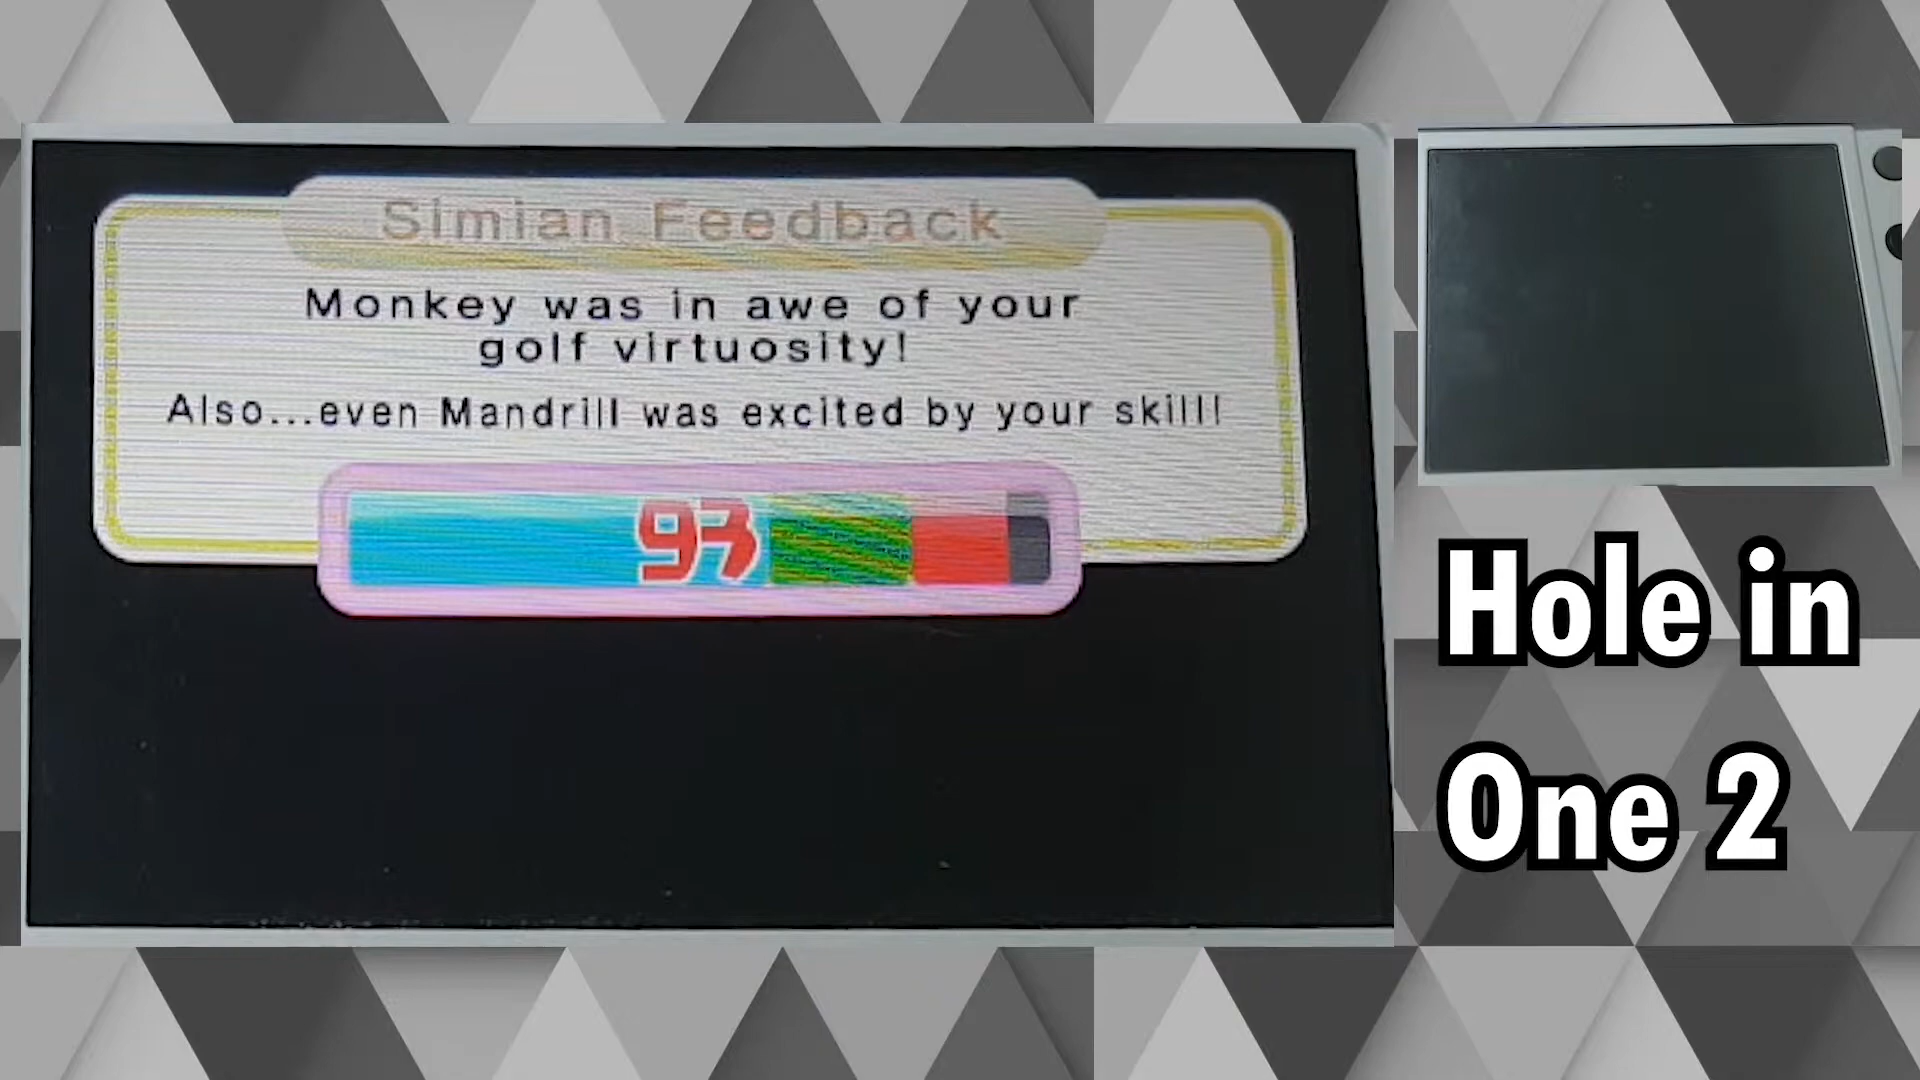 Simian Feedback
Monkey was in awe of your
golf virtuosity!
Also...even Mandrill was excited by your skill!
93
Hole in
One 2